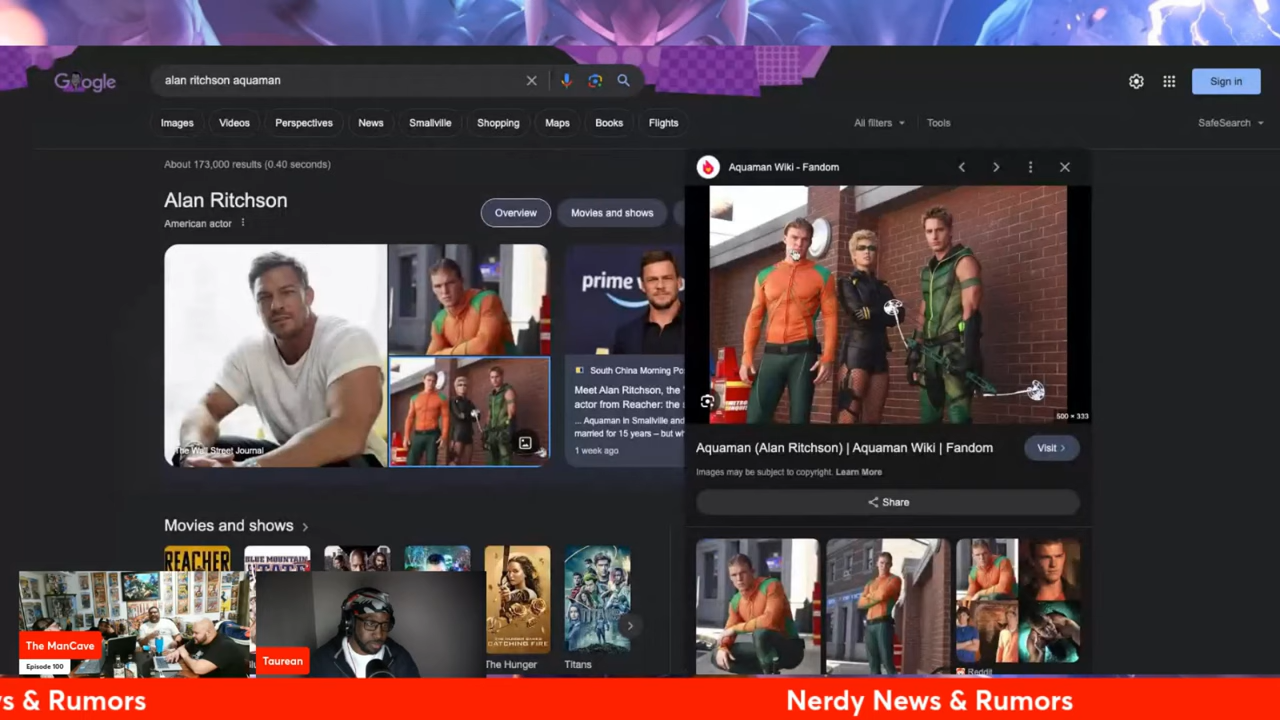 Google
alan ritchson aquaman
Sign in
Images
Videos
Perspectives
News
Smallville
Shopping
Maps
Books
Flights
All filters
Tools
SafeSearch
About 173,000 results (0.40 seconds)
Alan Ritchson
American actor
Overview
Movies and shows
The Wall Street Journal
prime
South China Morning Po
Meet Alan Ritchson, the
actor from Reacher: the
... Aquaman in Smallville and
married for 15 years – but wh
1 week ago
Aquaman Wiki - Fandom
500 × 333
Aquaman (Alan Ritchson) | Aquaman Wiki | Fandom
Visit
Images may be subject to copyright. Learn More
Share
Reddit
Movies and shows
REACHER
BLUE MOUNTAIN
CATCHING FIRE
The Hunger
Titans
The ManCave
Episode 100
Taurean
s & Rumors
Nerdy News & Rumors